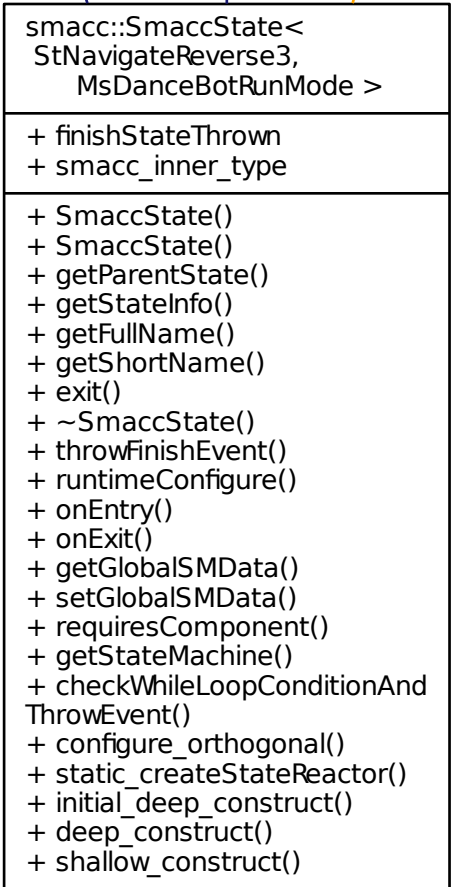 smacc::SmaccState<
StNavigateReverse3,
MsDanceBotRunMode >
+ finishStateThrown
+ smacc_inner_type
+ SmaccState()
+ SmaccState()
+ getParentState()
+ getStateInfo()
+ getFullName()
+ getShortName()
+ exit()
+ ~SmaccState()
+ throwFinishEvent()
+ runtimeConfigure()
+ onEntry()
+ onExit()
+ getGlobalSMData()
+ setGlobalSMData()
+ requiresComponent()
+ getStateMachine()
+ checkWhileLoopConditionAnd
ThrowEvent()
+ configure_orthogonal()
+ static_createStateReactor()
+ initial_deep_construct()
+ deep_construct()
+ shallow_construct()